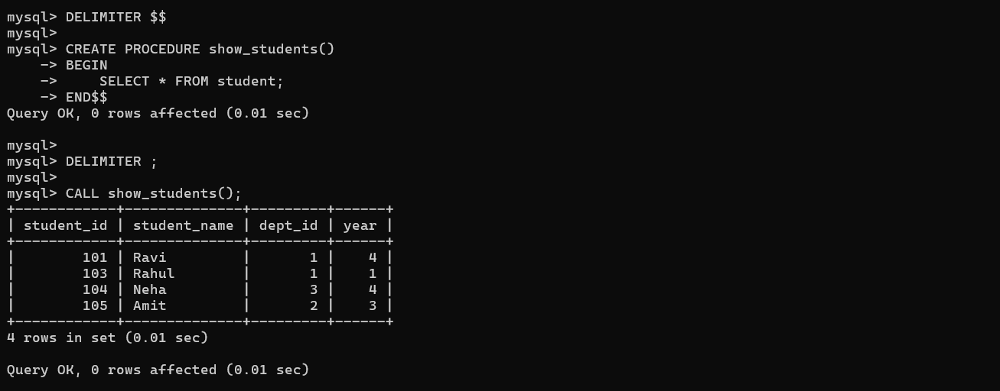 mysql> DELIMITER $$
mysql>
mysql> CREATE PROCEDURE show_students()
    -> BEGIN
    ->     SELECT * FROM student;
    -> END$$
Query OK, 0 rows affected (0.01 sec)

mysql>
mysql> DELIMITER ;
mysql>
mysql> CALL show_students();
+------------+--------------+---------+------+
| student_id | student_name | dept_id | year |
+------------+--------------+---------+------+
|        101 | Ravi         |       1 |    4 |
|        103 | Rahul        |       1 |    1 |
|        104 | Neha         |       3 |    4 |
|        105 | Amit         |       2 |    3 |
+------------+--------------+---------+------+
4 rows in set (0.01 sec)

Query OK, 0 rows affected (0.01 sec)